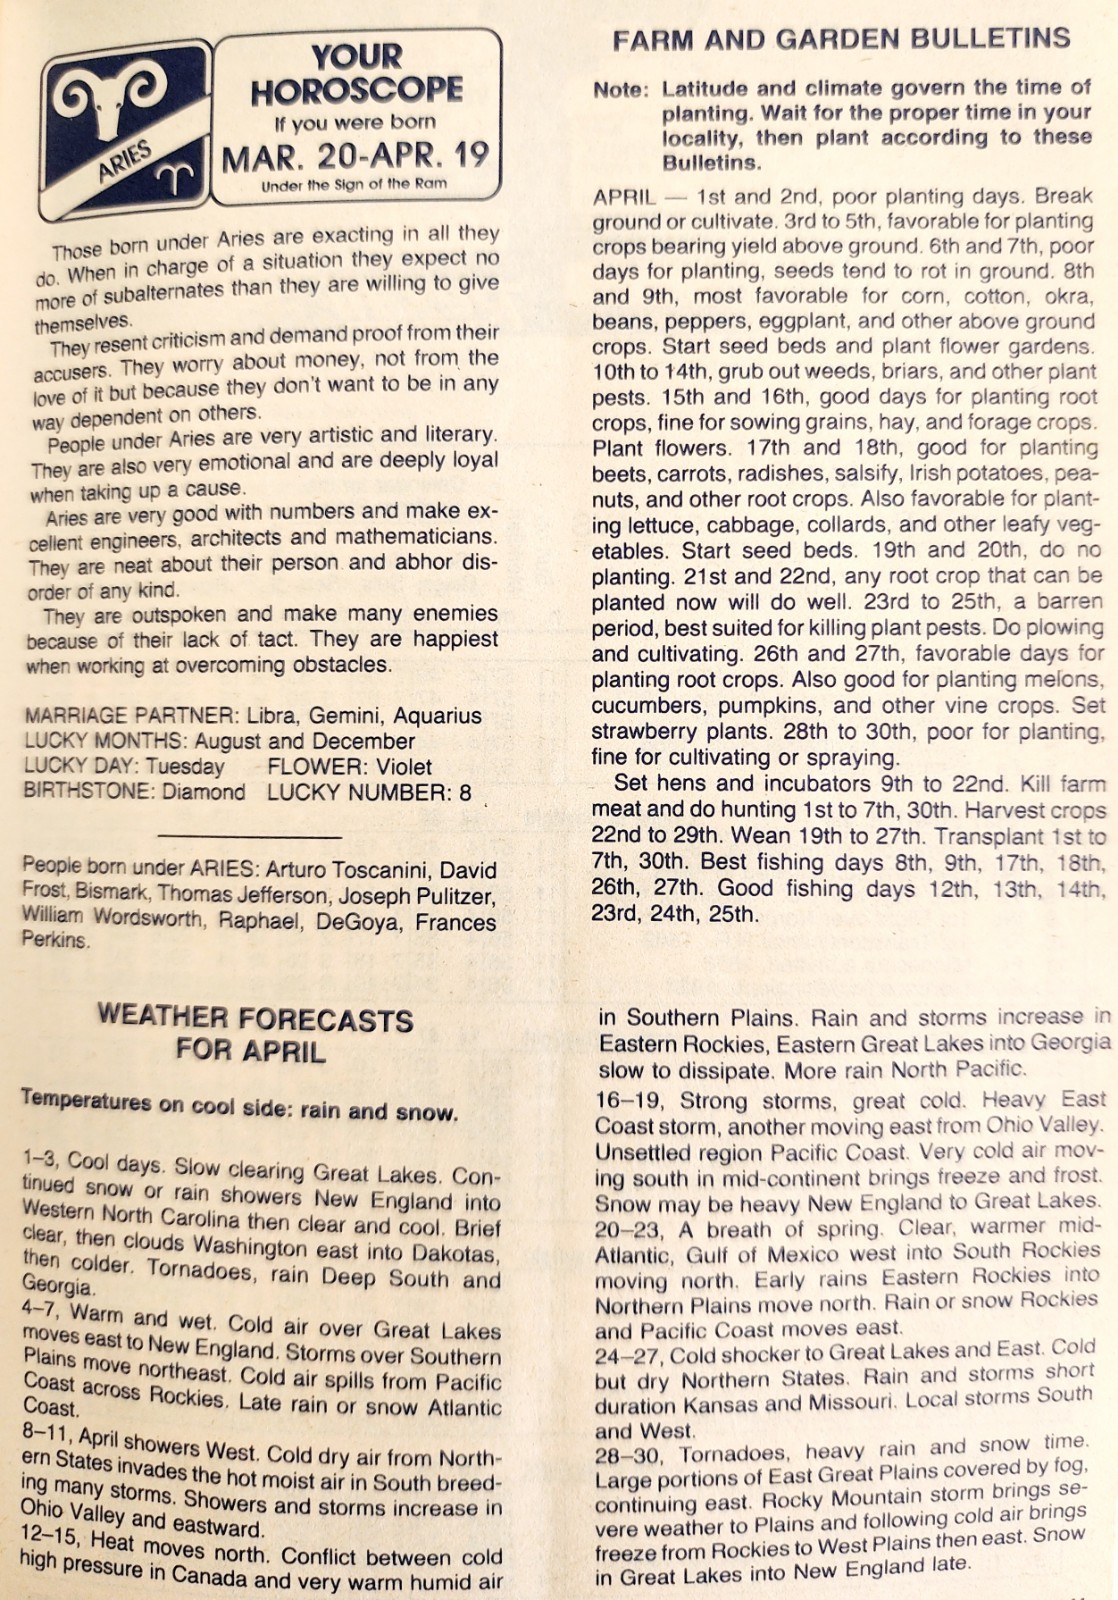 ARIES
YOUR
HOROSCOPE
If you were born
MAR. 20-APR. 19
Under the Sign of the Ram
Those born under Aries are exacting in all they
do. When in charge of a situation they expect no
more of subalternates than they are willing to give
themselves.
They resent criticism and demand proof from their
accusers. They worry about money, not from the
love of it but because they don't want to be in any
way dependent on others.
People under Aries are very artistic and literary.
They are also very emotional and are deeply loyal
when taking up a cause.
Aries are very good with numbers and make ex-
cellent engineers, architects and mathematicians.
They are neat about their person and abhor dis-
order of any kind.
They are outspoken and make many enemies
because of their lack of tact. They are happiest
when working at overcoming obstacles.
MARRIAGE PARTNER: Libra, Gemini, Aquarius
LUCKY MONTHS: August and December
LUCKY DAY: Tuesday FLOWER: Violet
BIRTHSTONE: Diamond LUCKY NUMBER: 8
People born under ARIES: Arturo Toscanini, David
Frost, Bismark, Thomas Jefferson, Joseph Pulitzer,
William Wordsworth, Raphael, DeGoya, Frances
Perkins.
FARM AND GARDEN BULLETINS
Note: Latitude and climate govern the time of
planting. Wait for the proper time in your
locality, then plant according to these
Bulletins.
APRIL — 1st and 2nd, poor planting days. Break
ground or cultivate. 3rd to 5th, favorable for planting
crops bearing yield above ground. 6th and 7th, poor
days for planting, seeds tend to rot in ground. 8th
and 9th, most favorable for corn, cotton, okra,
beans, peppers, eggplant, and other above ground
crops. Start seed beds and plant flower gardens.
10th to 14th, grub out weeds, briars, and other plant
pests. 15th and 16th, good days for planting root
crops, fine for sowing grains, hay, and forage crops.
Plant flowers. 17th and 18th, good for planting
beets, carrots, radishes, salsify, Irish potatoes, pea-
nuts, and other root crops. Also favorable for plant-
ing lettuce, cabbage, collards, and other leafy veg-
etables. Start seed beds. 19th and 20th, do no
planting. 21st and 22nd, any root crop that can be
planted now will do well. 23rd to 25th, a barren
period, best suited for killing plant pests. Do plowing
and cultivating. 26th and 27th, favorable days for
planting root crops. Also good for planting melons,
cucumbers, pumpkins, and other vine crops. Set
strawberry plants. 28th to 30th, poor for planting,
fine for cultivating or spraying.
Set hens and incubators 9th to 22nd. Kill farm
meat and do hunting 1st to 7th, 30th. Harvest crops
22nd to 29th. Wean 19th to 27th. Transplant 1st to
7th, 30th. Best fishing days 8th, 9th, 17th, 18th,
26th, 27th. Good fishing days 12th, 13th, 14th,
23rd, 24th, 25th.
WEATHER FORECASTS
FOR APRIL
Temperatures on cool side: rain and snow.
1–3, Cool days. Slow clearing Great Lakes. Con-
tinued snow or rain showers New England into
Western North Carolina then clear and cool. Brief
clear, then clouds Washington east into Dakotas,
then colder. Tornadoes, rain Deep South and
Georgia.
4–7, Warm and wet. Cold air over Great Lakes
moves east to New England. Storms over Southern
Plains move northeast. Cold air spills from Pacific
Coast across Rockies. Late rain or snow Atlantic
Coast.
8–11, April showers West. Cold dry air from North-
ern States invades the hot moist air in South breed-
ing many storms. Showers and storms increase in
Ohio Valley and eastward.
12–15, Heat moves north. Conflict between cold
high pressure in Canada and very warm humid air
in Southern Plains. Rain and storms increase in
Eastern Rockies, Eastern Great Lakes into Georgia
slow to dissipate. More rain North Pacific.
16–19, Strong storms, great cold. Heavy East
Coast storm, another moving east from Ohio Valley.
Unsettled region Pacific Coast. Very cold air mov-
ing south in mid-continent brings freeze and frost.
Snow may be heavy New England to Great Lakes.
20–23, A breath of spring. Clear, warmer mid-
Atlantic, Gulf of Mexico west into South Rockies
moving north. Early rains Eastern Rockies into
Northern Plains move north. Rain or snow Rockies
and Pacific Coast moves east.
24–27, Cold shocker to Great Lakes and East. Cold
but dry Northern States. Rain and storms short
duration Kansas and Missouri. Local storms South
and West.
28–30, Tornadoes, heavy rain and snow time.
Large portions of East Great Plains covered by fog,
continuing east. Rocky Mountain storm brings se-
vere weather to Plains and following cold air brings
freeze from Rockies to West Plains then east. Snow
in Great Lakes into New England late.